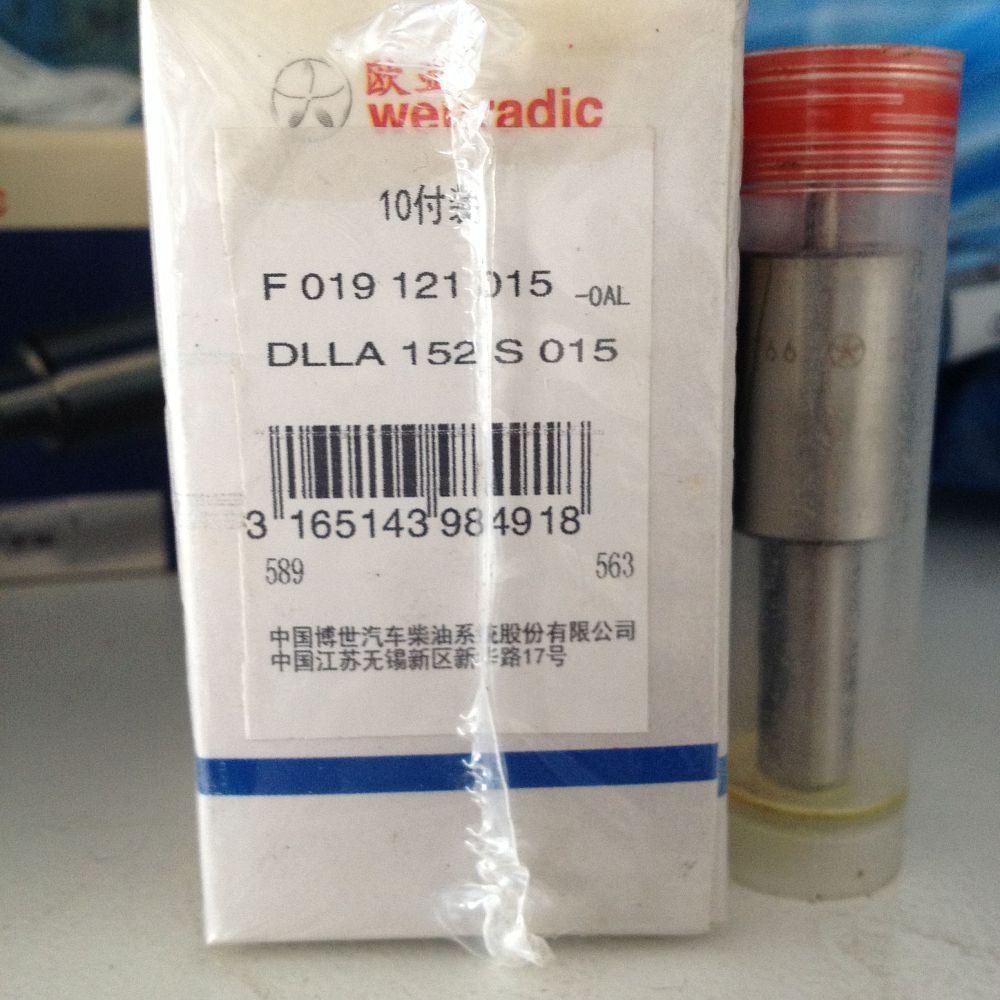 欧亚
10付装
F 019 121 015 -0AL
DLLA 152 S 015
3 165143 984918
589 563
中国博世汽车柴油系统股份有限公司
中国江苏无锡新区新华路17号